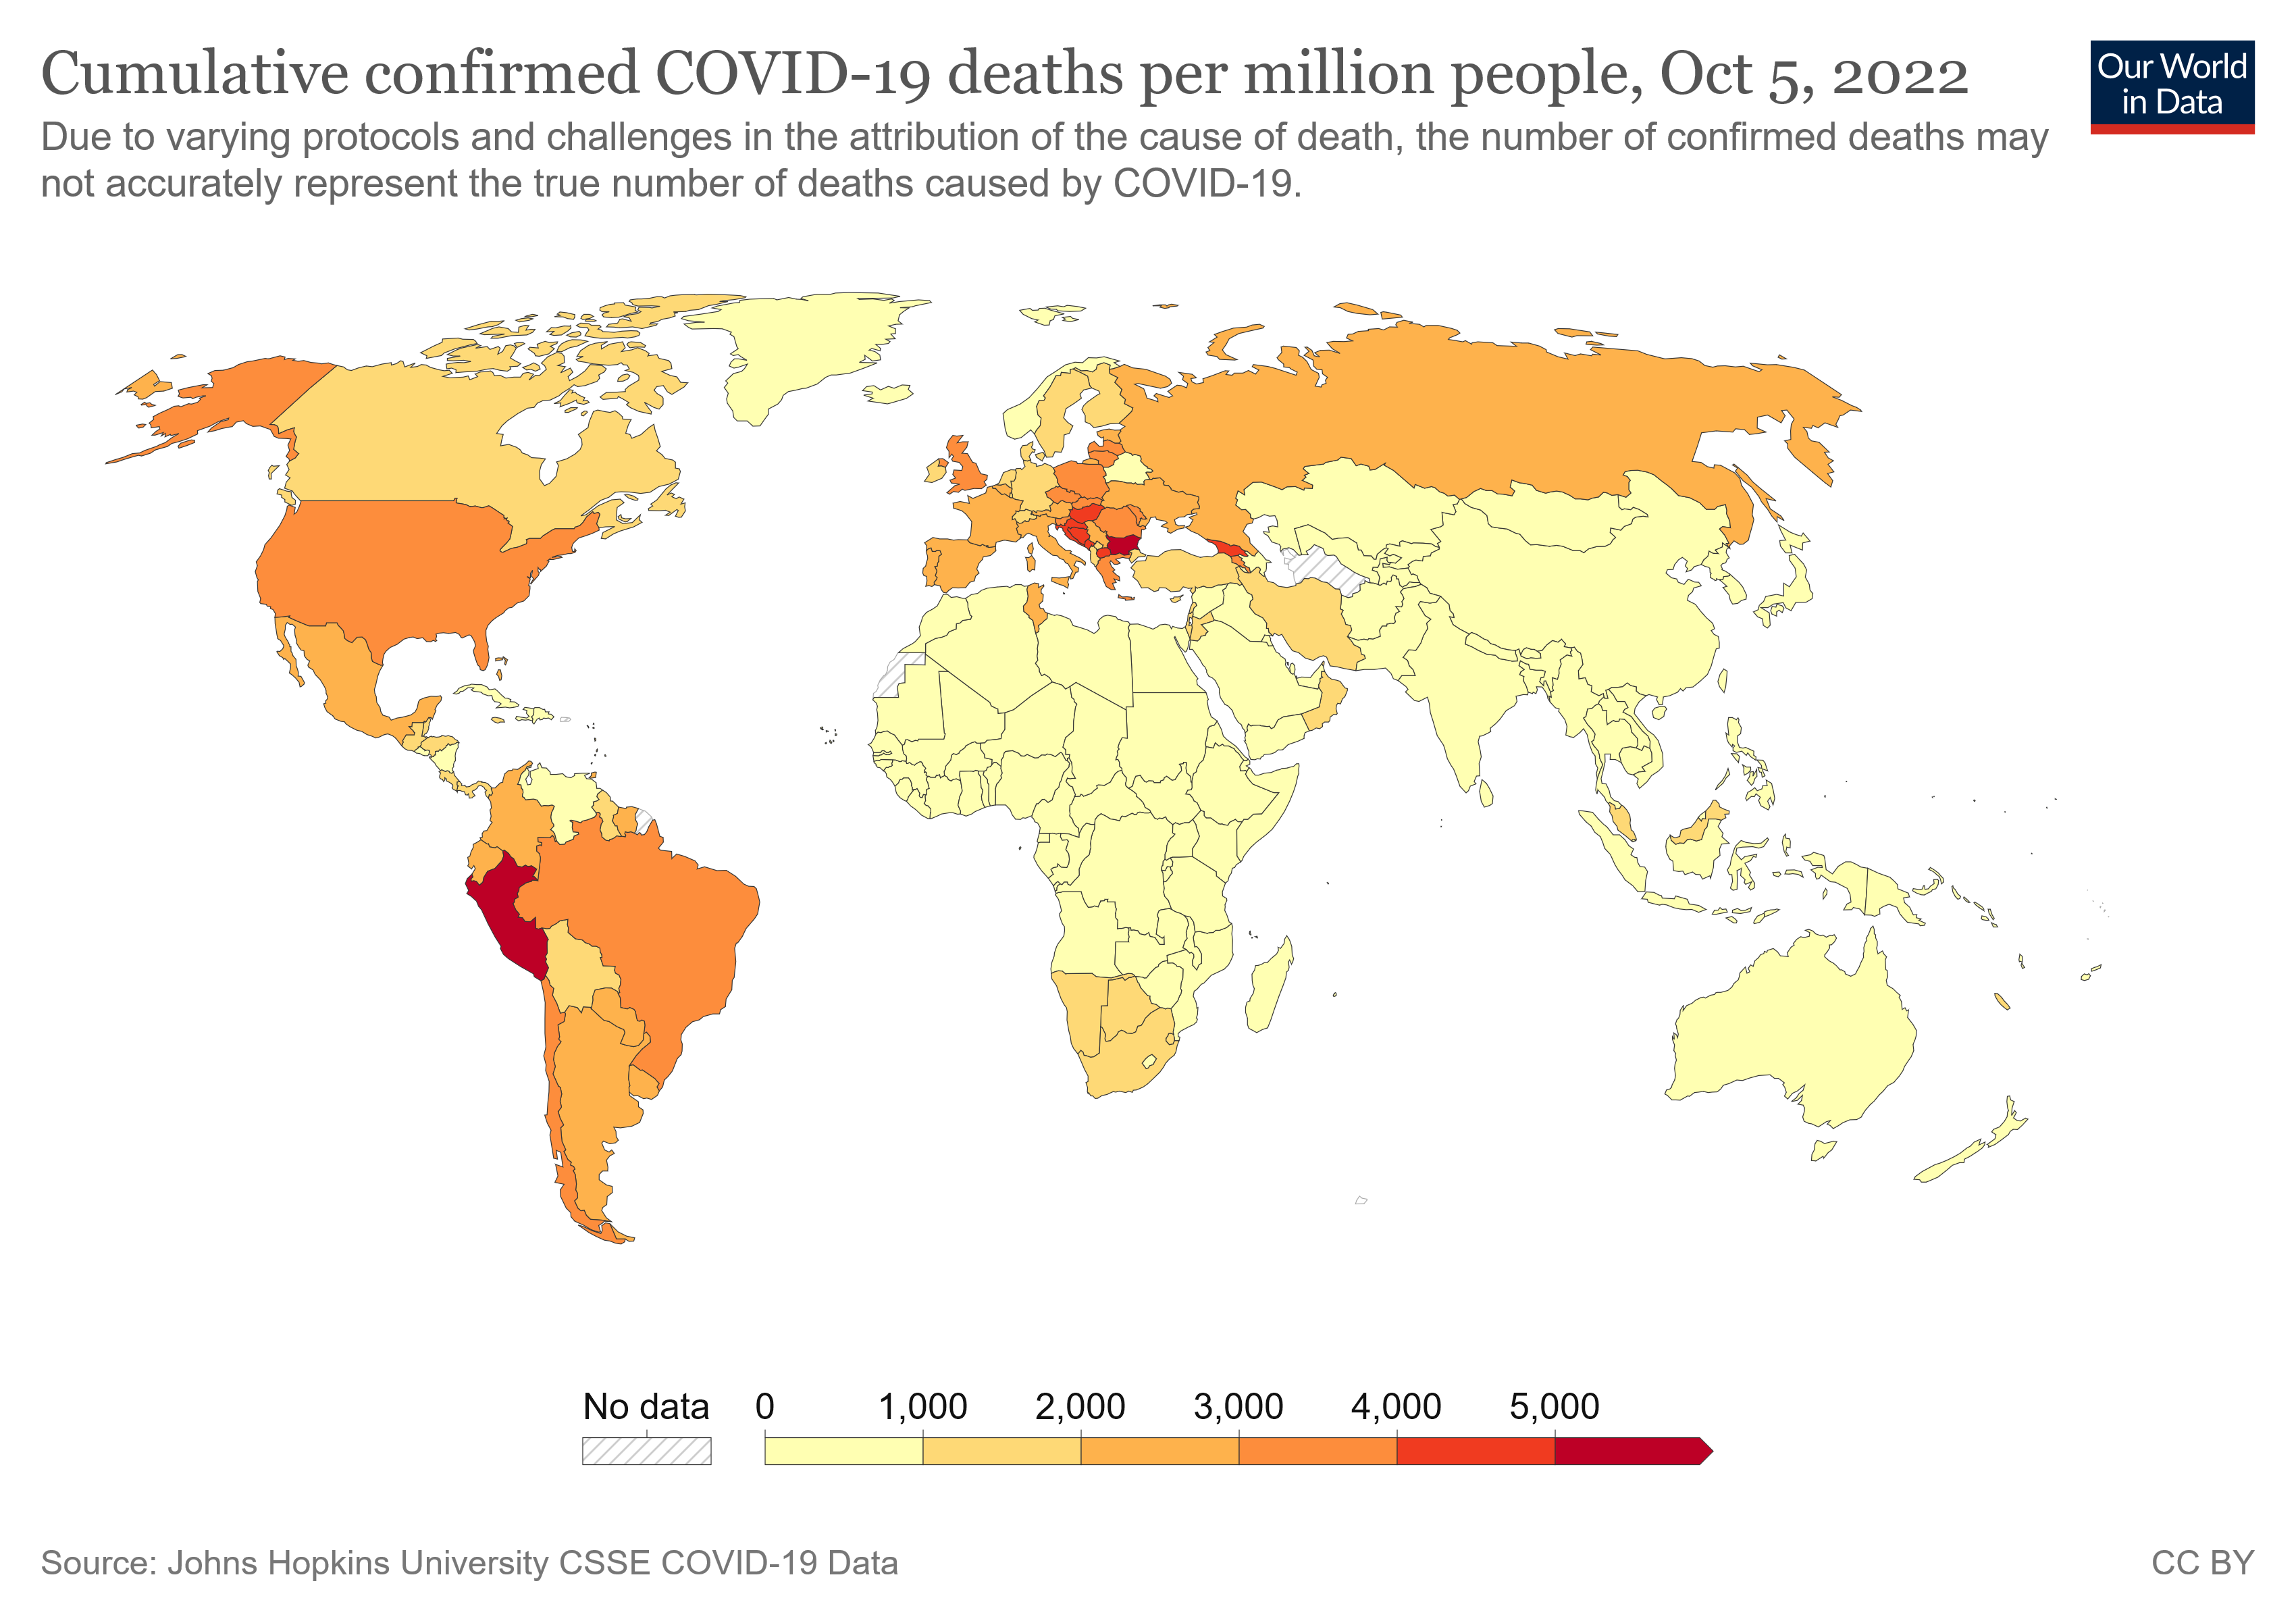 Cumulative confirmed COVID-19 deaths per million people, Oct 5, 2022
Our World
in Data
Due to varying protocols and challenges in the attribution of the cause of death, the number of confirmed deaths may
not accurately represent the true number of deaths caused by COVID-19.
No data
0
1,000
2,000
3,000
4,000
5,000
Source: Johns Hopkins University CSSE COVID-19 Data
CC BY